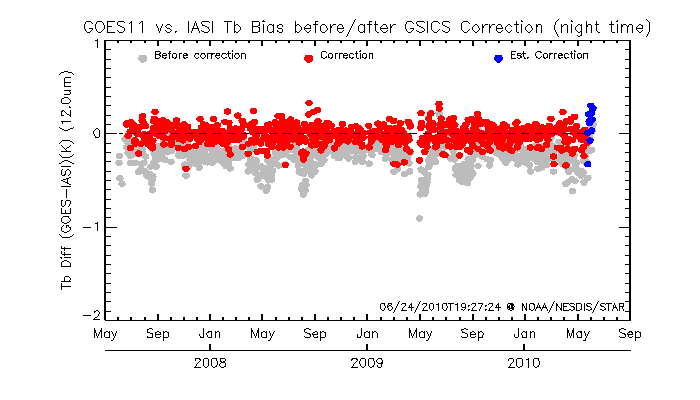 GOES11 vs. IASI Tb Bias before/after GSICS Correction (night time)
Before correction Correction Est. Correction
Tb Diff (GOES-IASI)(K) (12.0um)
1
0
-1
-2
06/24/2010T19:27:24 @ NOAA/NESDIS/STAR
May Sep Jan May Sep Jan May Sep Jan May Sep
2008 2009 2010